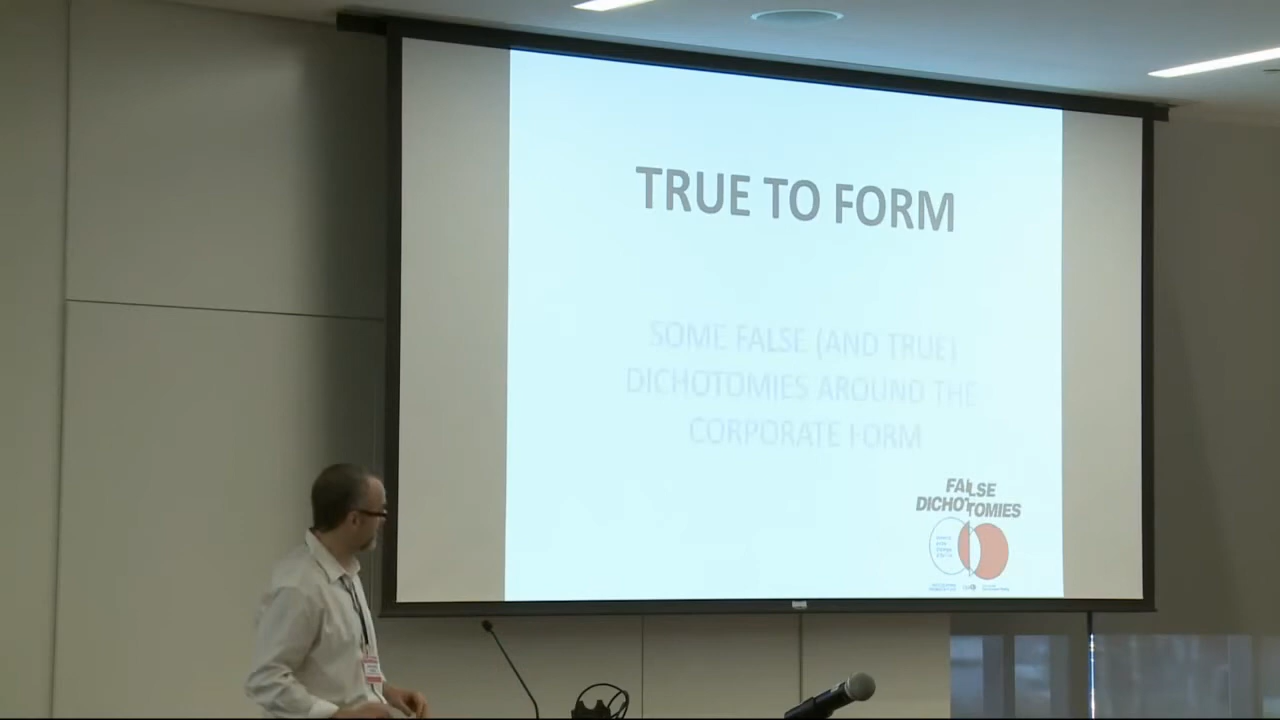 TRUE TO FORM
SOME FALSE (AND TRUE)
DICHOTOMIES AROUND THE
CORPORATE FORM
FALSE
DICHOTOMIES